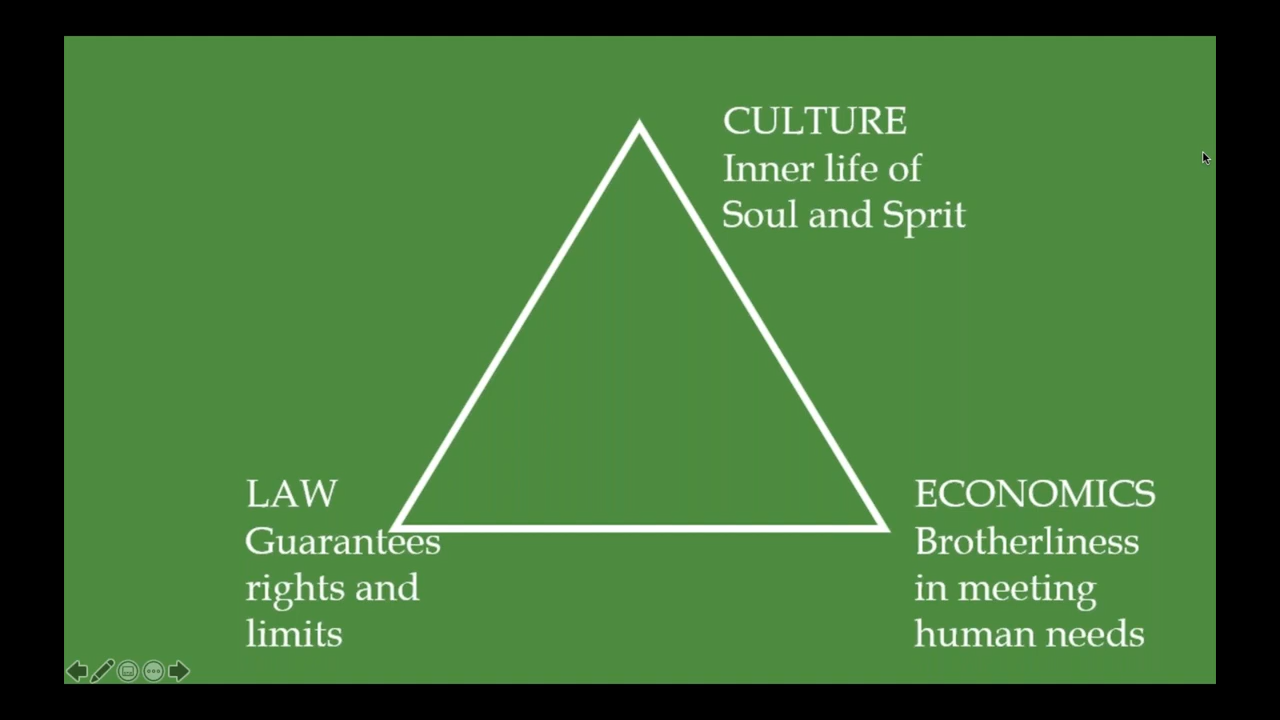 CULTURE
Inner life of
Soul and Sprit
LAW
Guarantees
rights and
limits
ECONOMICS
Brotherliness
in meeting
human needs